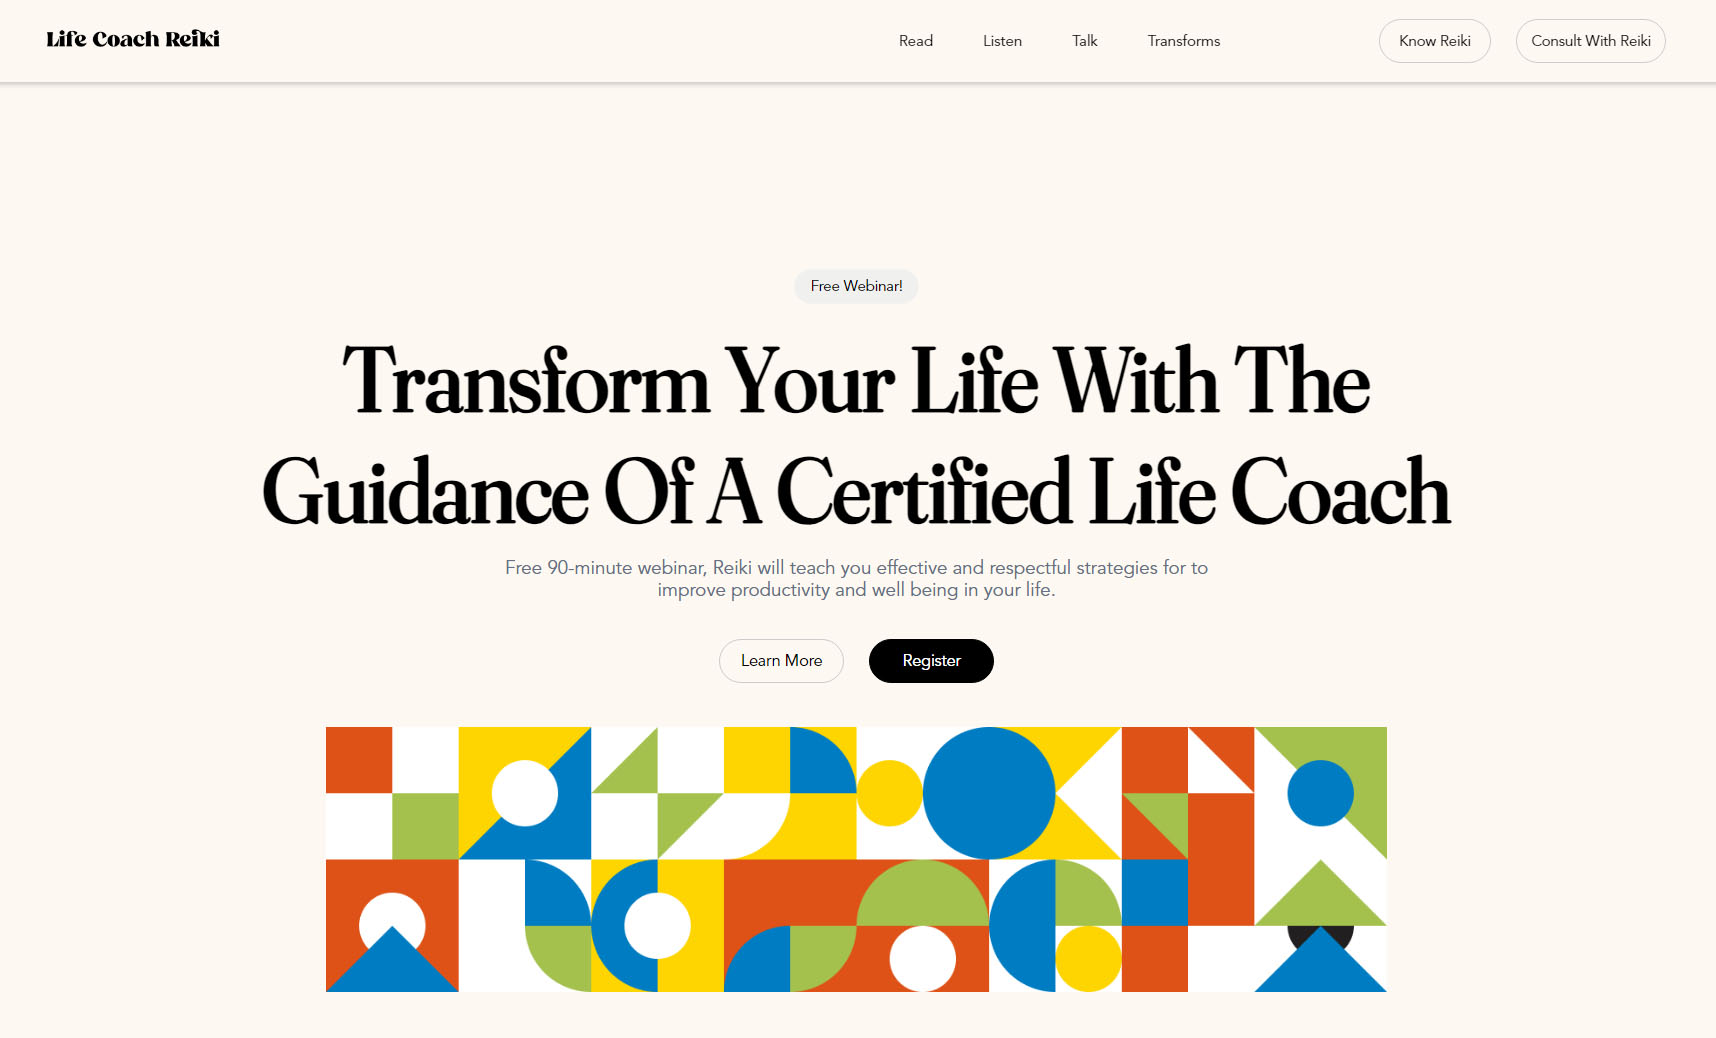 Life Coach Reiki
Read
Listen
Talk
Transforms
Know Reiki
Consult With Reiki
Free Webinar!
Transform Your Life With The
Guidance Of A Certified Life Coach
Free 90-minute webinar, Reiki will teach you effective and respectful strategies for to
improve productivity and well being in your life.
Learn More
Register